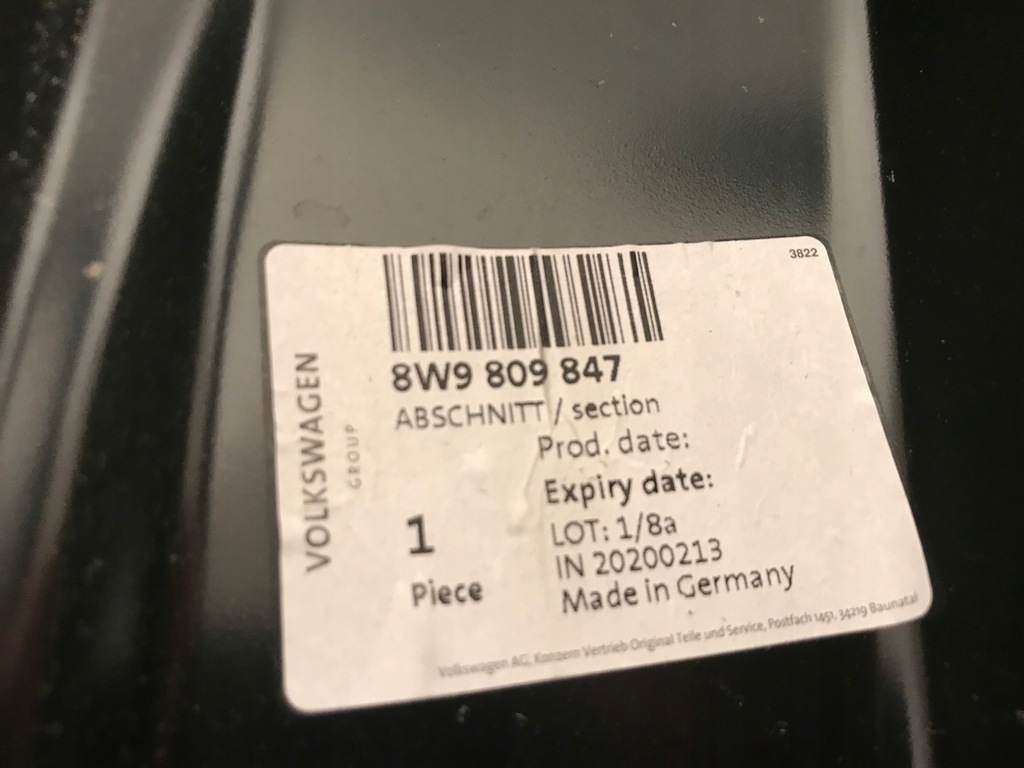 3822
8W9 809 847
ABSCHNITT / section
Prod. date:
Expiry date:
LOT: 1/8a
IN 20200213
Made in Germany
1
Piece
VOLKSWAGEN
GROUP
Volkswagen AG, Konzern Vertrieb Original Teile und Service, Postfach 1451, 34219 Baunatal